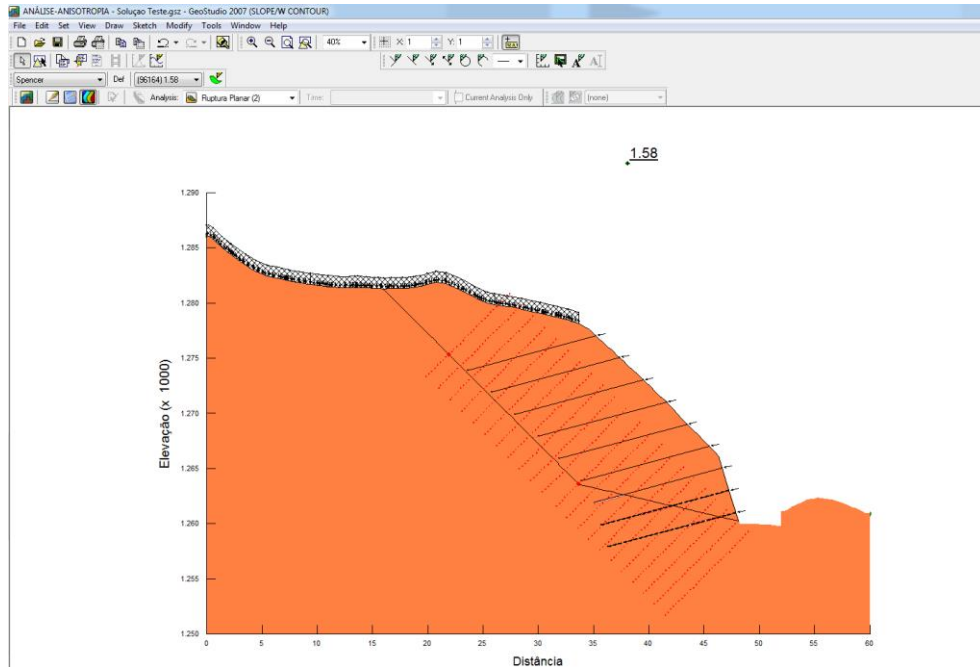 ANÁLISE-ANISOTROPIA - Soluçao Teste.gsz - GeoStudio 2007 (SLOPE/W CONTOUR)
File Edit Set View Draw Sketch Modify Tools Window Help
40% X: 1 Y: 1
Spencer Def (96164) 1.58
Analysis: Ruptura Planar (2) Time: Current Analysis Only (none)
1.58
1.290
1.285
1.280
1.275
1.270
1.265
1.260
1.255
1.250
Elevação (x 1000)
0 5 10 15 20 25 30 35 40 45 50 55 60
Distância